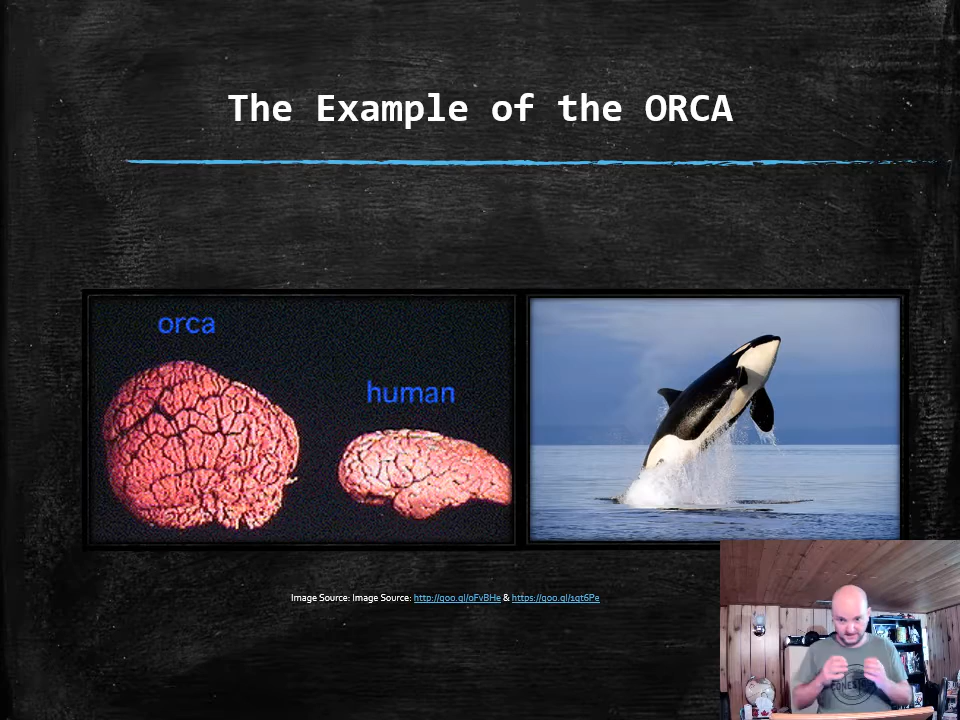 The Example of the ORCA
orca
human
Image Source: Image Source: http://goo.gl/oFvBHe & https://goo.gl/sqt6Pe